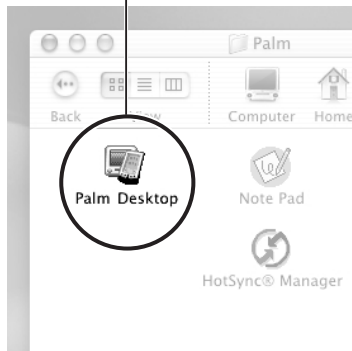 Palm
Back View Computer Home
Palm Desktop Note Pad
HotSync® Manager